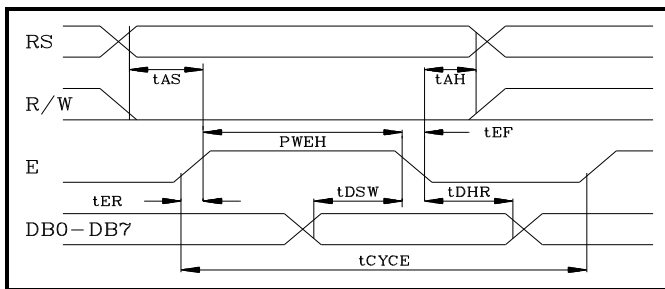 RS
tAS
tAH
R/W
PWEH
tEF
E
tER
tDSW
tDHR
DB0-DB7
tCYCE